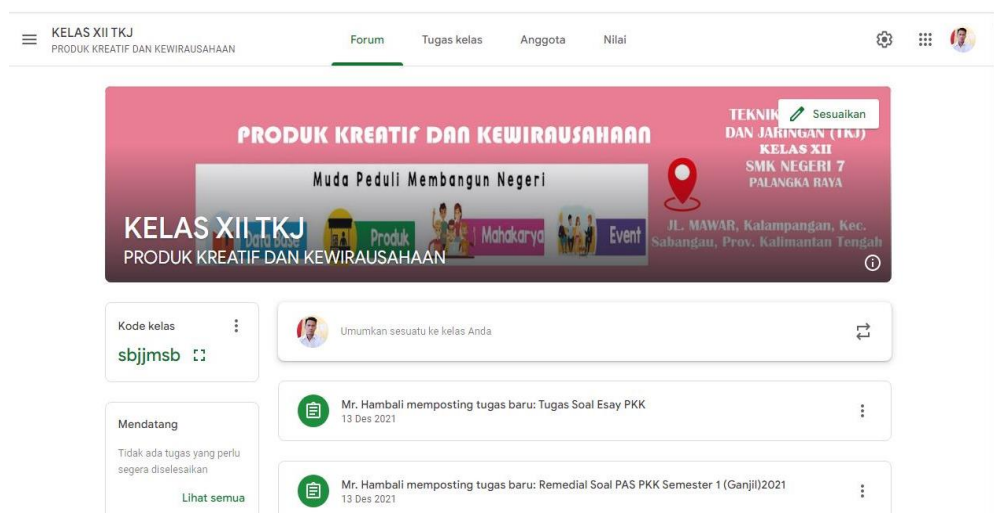 KELAS XII TKJ
PRODUK KREATIF DAN KEWIRAUSAHAAN
Forum
Tugas kelas
Anggota
Nilai
Sesuaikan
PRODUK KREATIF DAN KEWIRAUSAHAAN
Muda Peduli Membangun Negeri
Data Base
Produk
Mahakarya
Event
TEKNIK
DAN JARINGAN (TKJ)
KELAS XII
SMK NEGERI 7
PALANGKA RAYA
JL. MAWAR, Kalampangan, Kec.
Sabangau, Prov. Kalimantan Tengah
KELAS XII TKJ
PRODUK KREATIF DAN KEWIRAUSAHAAN
Kode kelas
sbjjmsb
Umumkan sesuatu ke kelas Anda
Mendatang
Tidak ada tugas yang perlu
segera diselesaikan
Lihat semua
Mr. Hambali memposting tugas baru: Tugas Soal Esay PKK
13 Des 2021
Mr. Hambali memposting tugas baru: Remedial Soal PAS PKK Semester 1 (Ganjil)2021
13 Des 2021